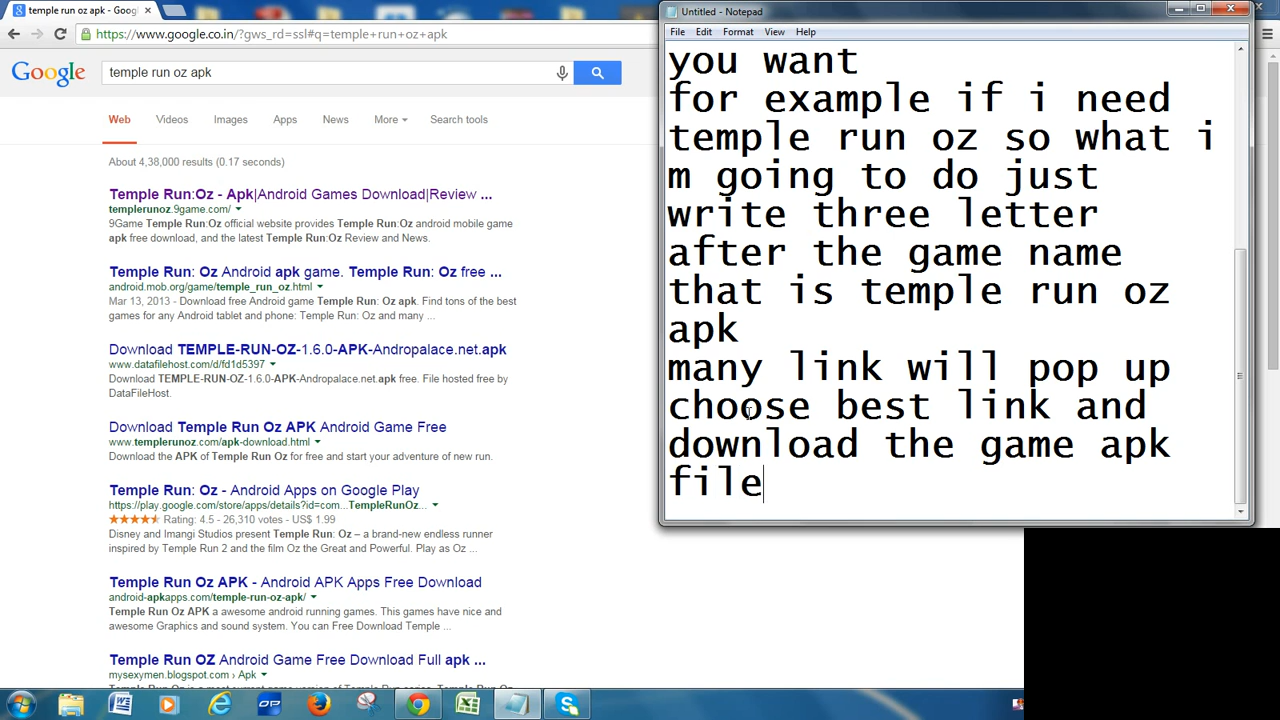 temple run oz apk - Goog
https://www.google.co.in/?gws_rd=ssl#q=temple+run+oz+apk
Google
temple run oz apk
Web Videos Images Apps News More Search tools
About 4,38,000 results (0.17 seconds)
Temple Run:Oz - Apk|Android Games Download|Review ...
templerunoz.9game.com/
9Game Temple Run:Oz official website provides Temple Run:Oz android mobile game
apk free download, and the latest Temple Run:Oz Review and News.
Temple Run: Oz Android apk game. Temple Run: Oz free ...
android.mob.org/game/temple_run_oz.html
Mar 13, 2013 - Download free Android game Temple Run: Oz apk. Find tons of the best
games for any Android tablet and phone: Temple Run: Oz and many ...
Download TEMPLE-RUN-OZ-1.6.0-APK-Andropalace.net.apk
www.datafilehost.com/d/fd1d5397
Download TEMPLE-RUN-OZ-1.6.0-APK-Andropalace.net.apk free. File hosted free by
DataFileHost.
Download Temple Run Oz APK Android Game Free
www.templerunoz.com/apk-download.html
Download the APK of Temple Run Oz for free and start your adventure of new run.
Temple Run: Oz - Android Apps on Google Play
https://play.google.com/store/apps/details?id=com...TempleRunOz...
Rating: 4.5 - 26,310 votes - US$ 1.99
Disney and Imangi Studios present Temple Run: Oz – a brand-new endless runner
inspired by Temple Run 2 and the film Oz the Great and Powerful. Play as Oz ...
Temple Run Oz APK - Android APK Apps Free Download
android-apkapps.com/temple-run-oz-apk/
Temple Run Oz APK a awesome android running games. This games have nice and
awesome Graphics and sound system. You can Free Download Temple ...
Temple Run OZ Android Game Free Download Full apk ...
mysexymen.blogspot.com › Apk
Untitled - Notepad
File Edit Format View Help
you want
for example if i need
temple run oz so what i
m going to do just
write three letter
after the game name
that is temple run oz
apk
many link will pop up
choose best link and
download the game apk
file
OP